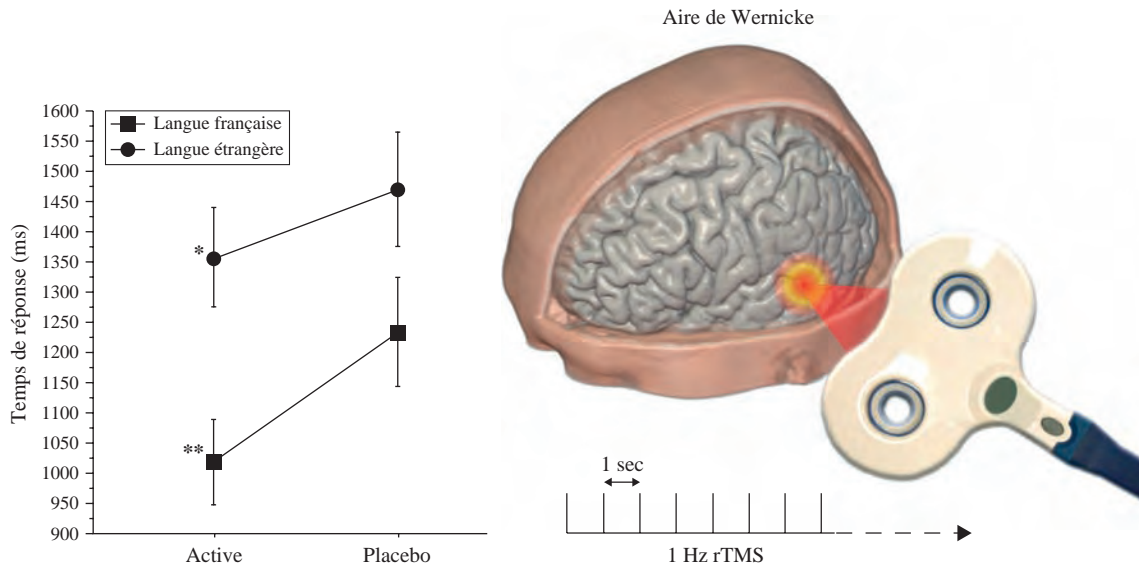 Aire de Wernicke
1600
1550
1500
1450
1400
1350
1300
1250
1200
1150
1100
1050
1000
950
900
Temps de réponse (ms)
Langue française
Langue étrangère
*
**
Active
Placebo
1 sec
1 Hz rTMS